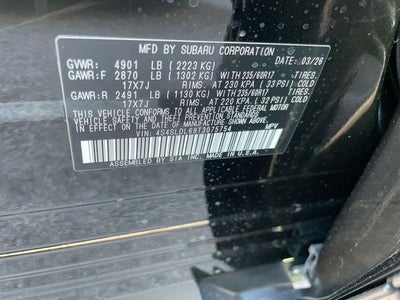 MFD. BY SUBARU CORPORATION DATE: 03/26
GVWR: 4901 LB (2223 KG)
GAWR:F 2870 LB (1302 KG) WITH 235/60R17 TIRES,
17X7J RIMS, AT 230 KPA (33 PSI) COLD
GAWR:R 2491 LB (1130 KG) WITH 235/60R17 TIRES,
17X7J RIMS, AT 220 KPA (32 PSI) COLD
THIS VEHICLE CONFORMS TO ALL APPLICABLE FEDERAL MOTOR
VEHICLE SAFETY AND THEFT PREVENTION STANDARDS
IN EFFECT ON THE DATE OF MANUFACTURE SHOWN ABOVE.
VIN: 4S4SLDL69T3075754 MPV
ASSEMBLED BY SIA, INC. IN U.S.A.